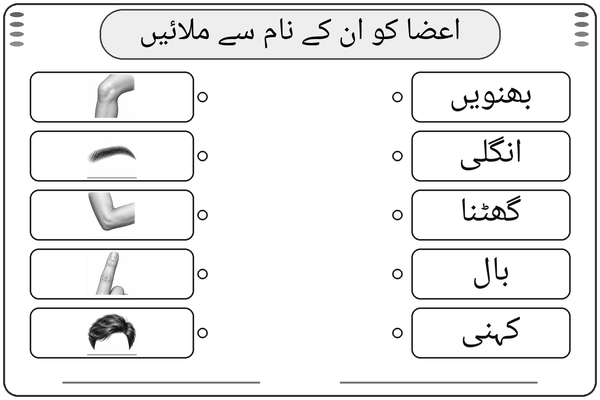 اعضا کو ان کے نام سے ملائیں
بھنویں
انگلی
گھٹنا
بال
کہنی